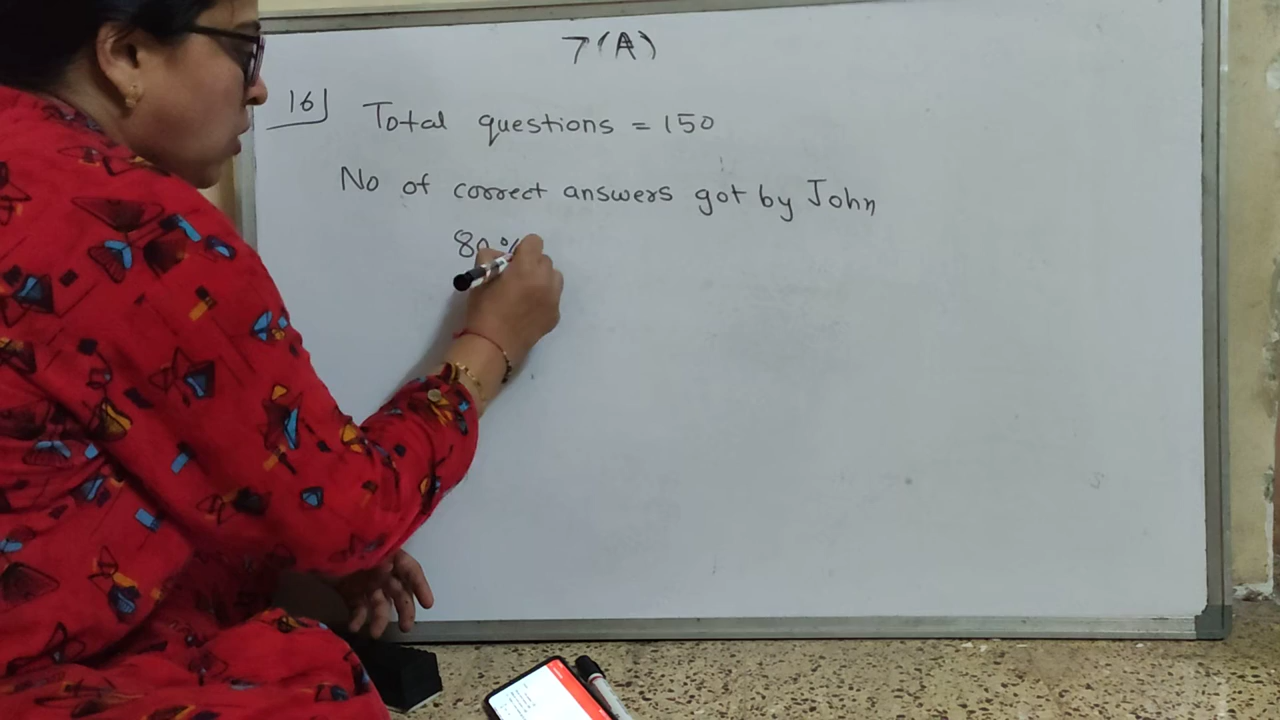 7(A)
16] Total questions = 150
No of correct answers got by John
80%